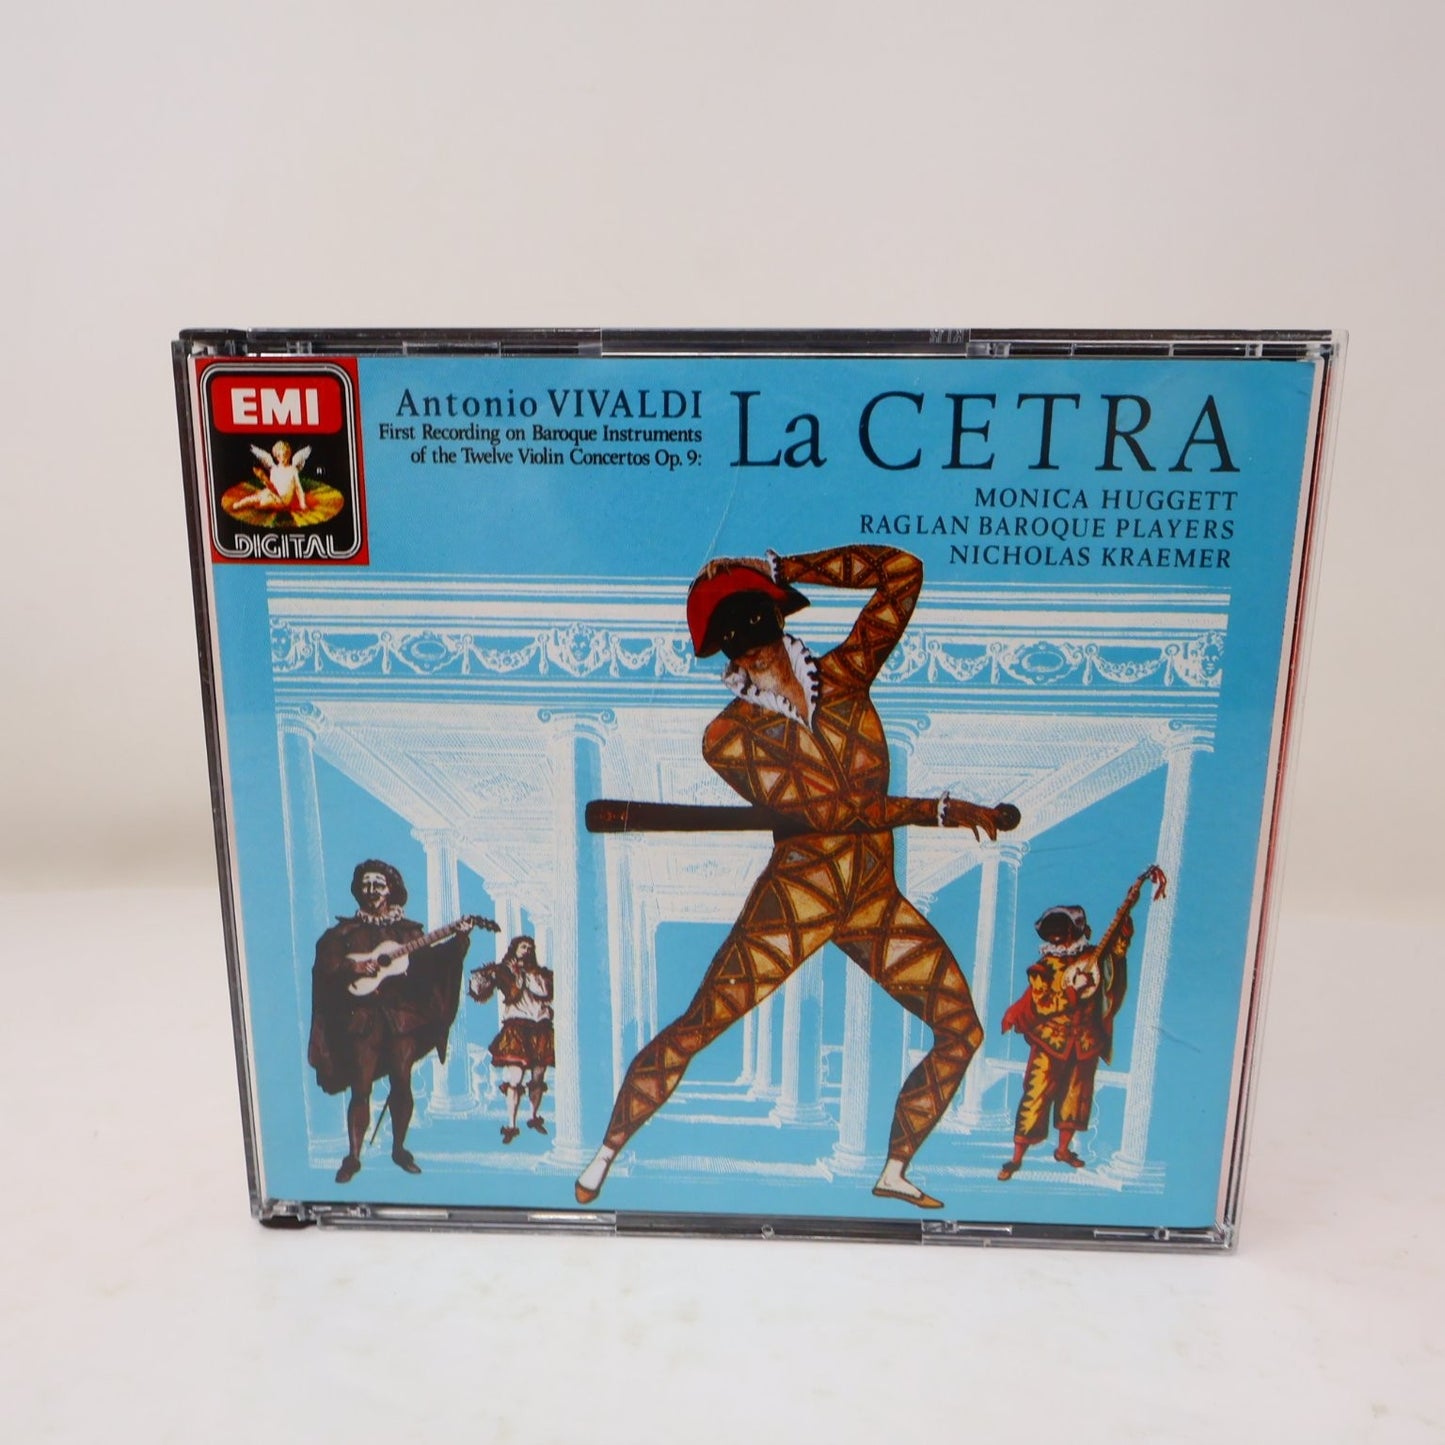 EMI
DIGITAL
Antonio VIVALDI
First Recording on Baroque Instruments
of the Twelve Violin Concertos Op. 9:
La CETRA
MONICA HUGGETT
RAGLAN BAROQUE PLAYERS
NICHOLAS KRAEMER